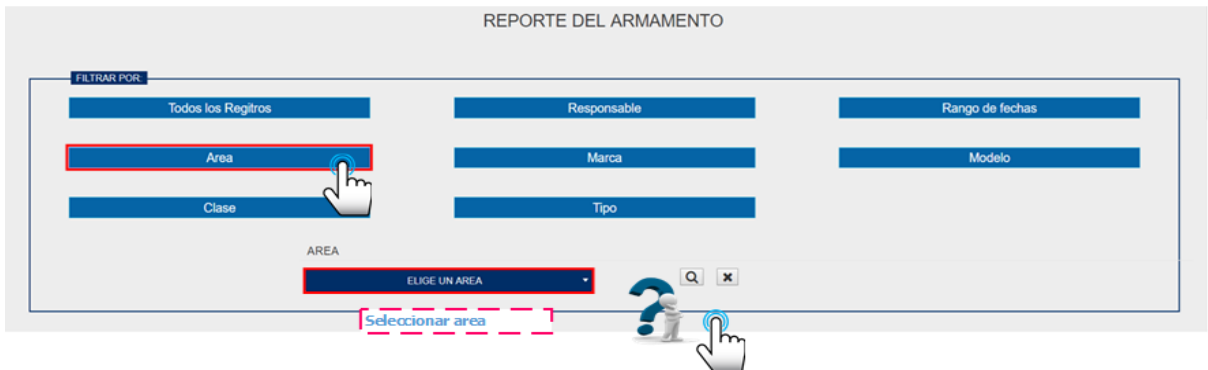 REPORTE DEL ARMAMENTO
FILTRAR POR:
Todos los Regitros
Responsable
Rango de fechas
Area
Marca
Modelo
Clase
Tipo
AREA
ELIGE UN AREA
Seleccionar area